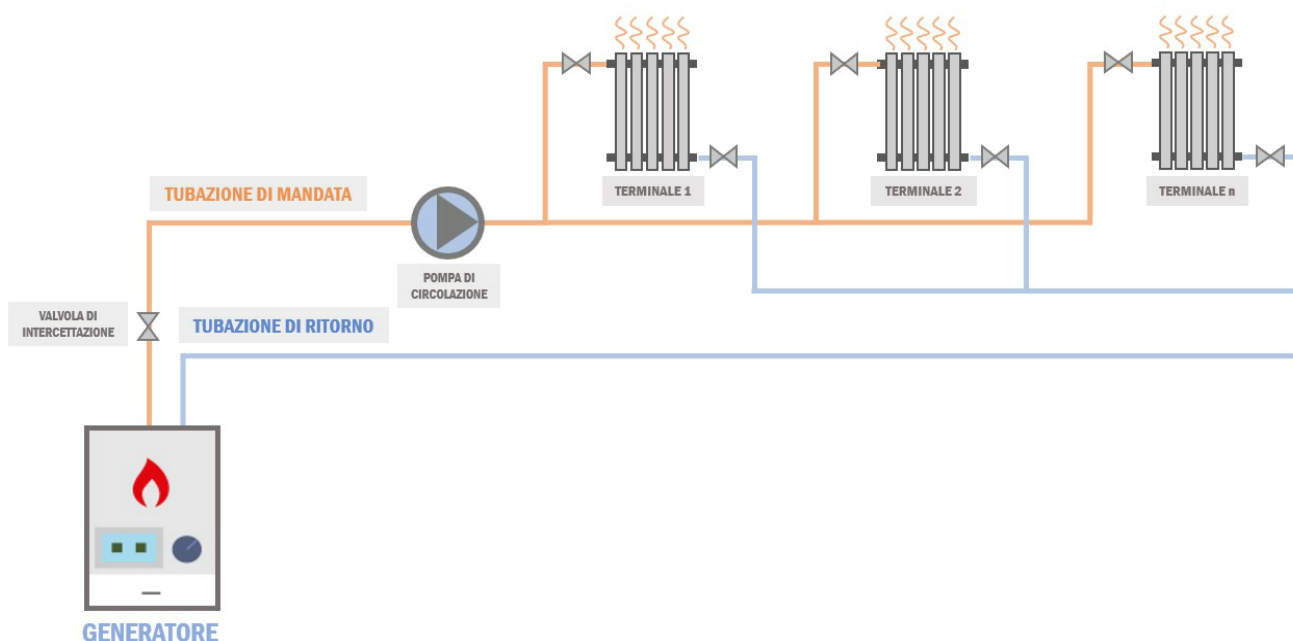 TERMINALE 1
TERMINALE 2
TERMINALE n
TUBAZIONE DI MANDATA
POMPA DI
CIRCOLAZIONE
VALVOLA DI
INTERCETTAZIONE
TUBAZIONE DI RITORNO
GENERATORE